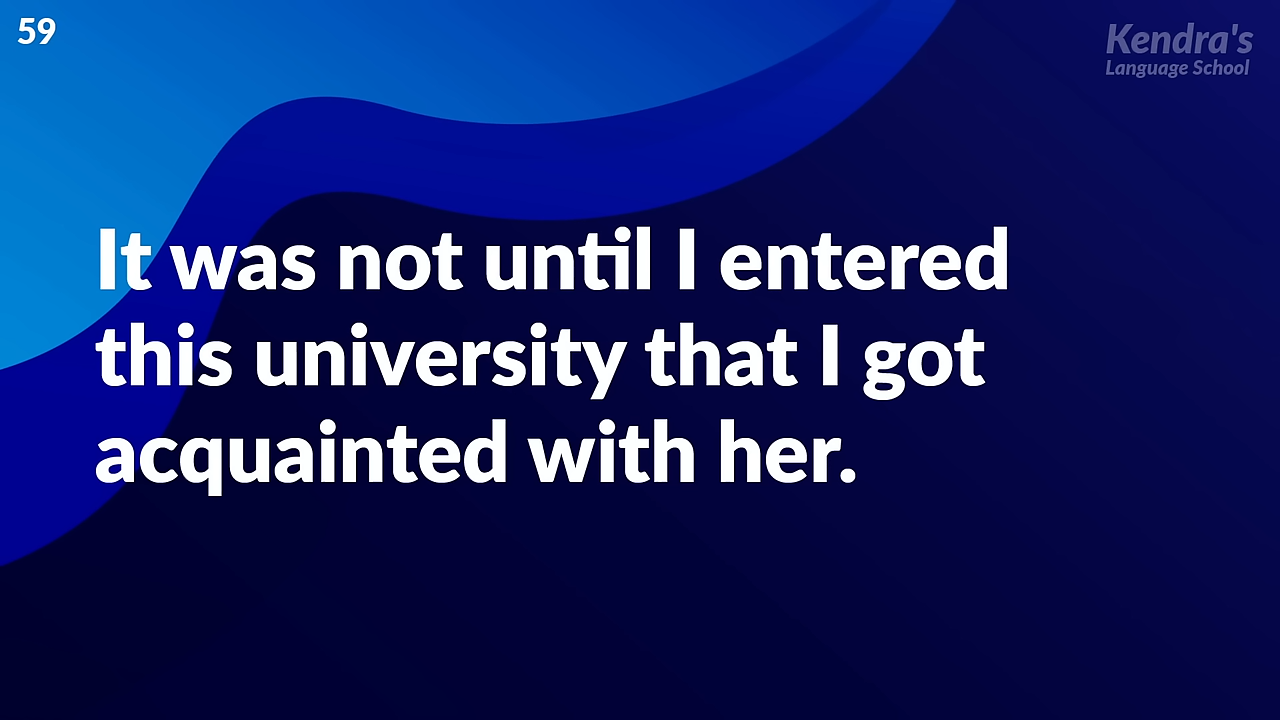 59
Kendra's
Language School
It was not until I entered
this university that I got
acquainted with her.